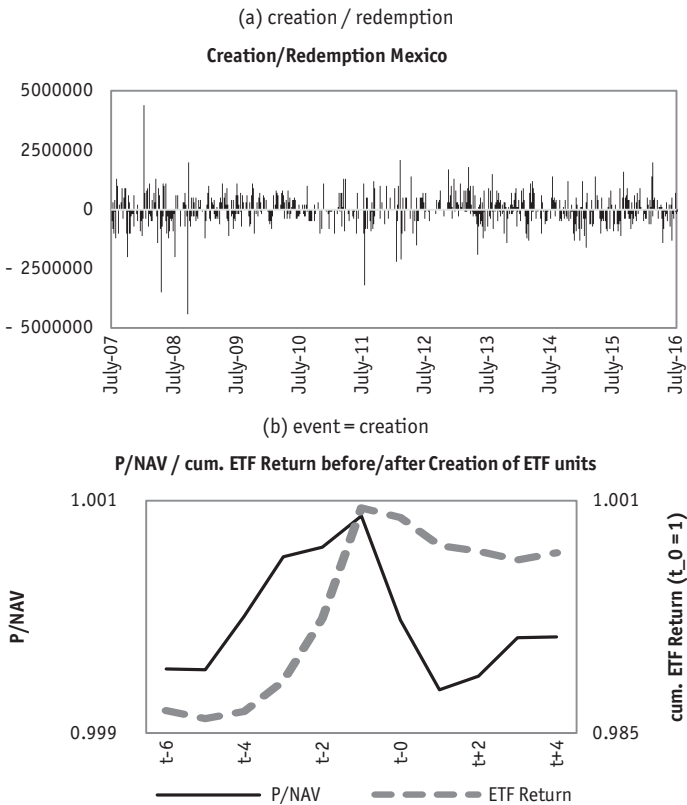 (a) creation / redemption
Creation/Redemption Mexico
5000000
2500000
0
- 2500000
- 5000000
July-07
July-08
July-09
July-10
July-11
July-12
July-13
July-14
July-15
July-16
(b) event = creation
P/NAV / cum. ETF Return before/after Creation of ETF units
1.001
0.999
P/NAV
1.001
0.985
cum. ETF Return (t_0 = 1)
t-6
t-4
t-2
t-0
t+2
t+4
P/NAV
ETF Return